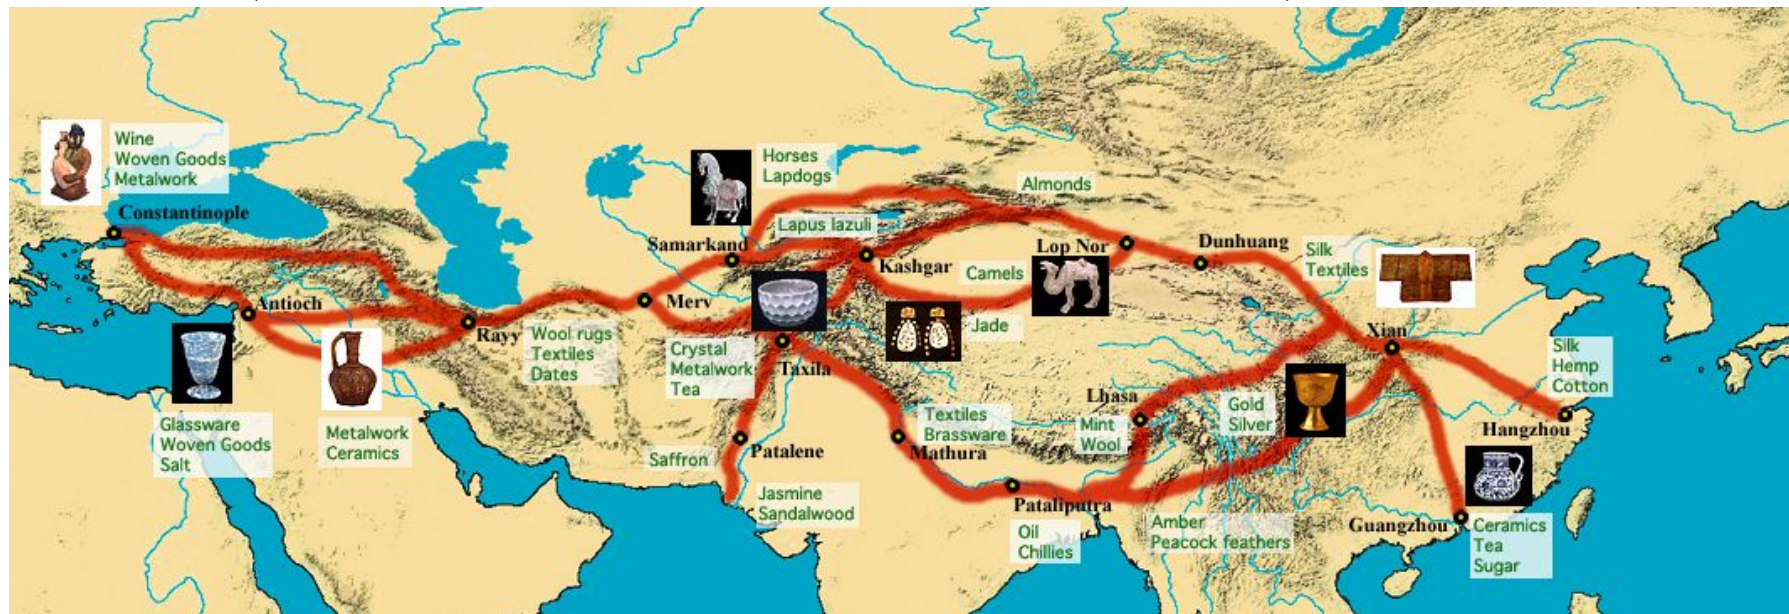 Wine
Woven Goods
Metalwork
Constantinople
Antioch
Glassware
Woven Goods
Salt
Metalwork
Ceramics
Rayy
Wool rugs
Textiles
Dates
Merv
Samarkand
Horses
Lapdogs
Lapus lazuli
Almonds
Kashgar
Crystal
Metalwork
Tea
Taxila
Saffron
Patalene
Jasmine
Sandalwood
Camels
Jade
Lop Nor
Dunhuang
Textiles
Brassware
Mathura
Pataliputra
Oil
Chillies
Lhasa
Mint
Wool
Gold
Silver
Amber
Peacock feathers
Silk
Textiles
Xian
Silk
Hemp
Cotton
Hangzhou
Guangzhou
Ceramics
Tea
Sugar